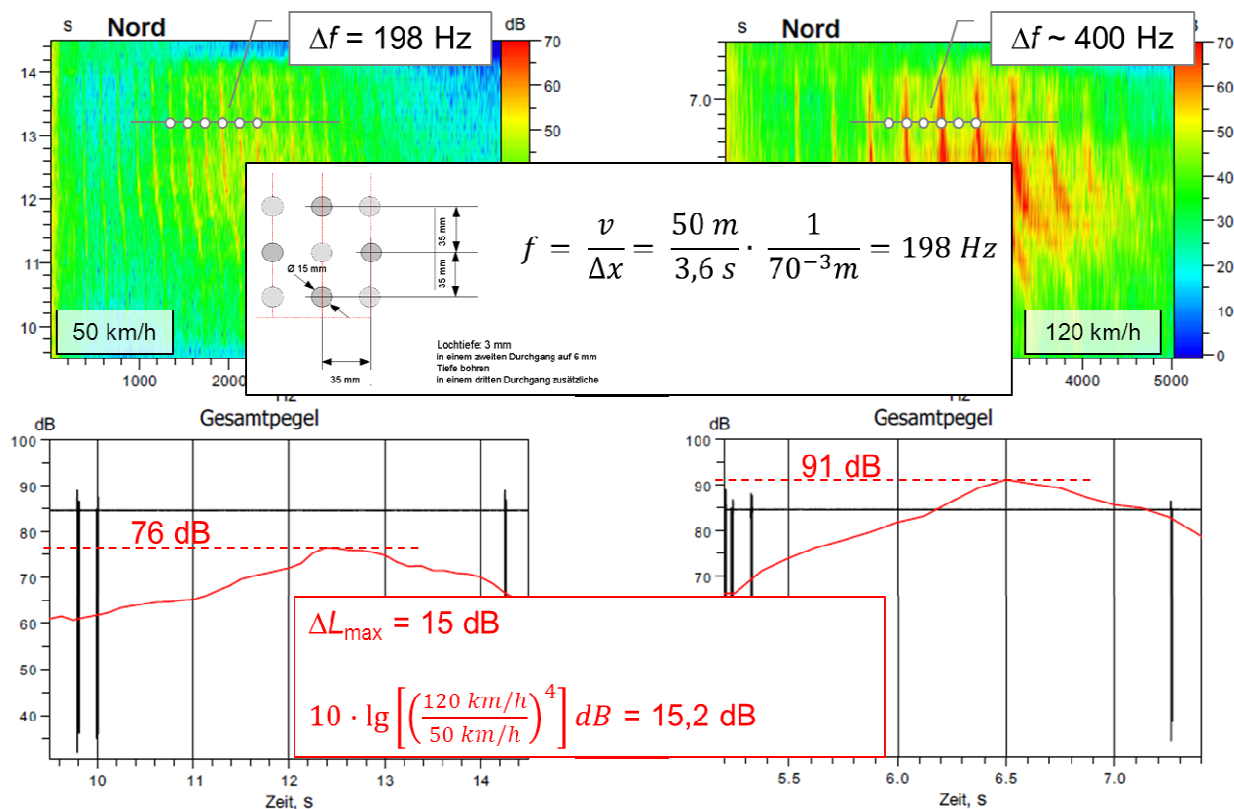 s Nord dB
Δf = 198 Hz
70
60
50
14
13
12
11
10
50 km/h
1000 2000
Hz
s Nord
Δf ~ 400 Hz
7.0
70
60
50
40
30
20
10
0
120 km/h
4000 5000
Hz
35 mm
35 mm
Ø 15 mm
35 mm
f = v/Δx = 50 m/3,6 s · 1/70⁻³m = 198 Hz
Lochtiefe: 3 mm
in einem zweiten Durchgang auf 6 mm
Tiefe bohren
in einem dritten Durchgang zusätzliche
dB Gesamtpegel
100
90
80
70
60
50
40
76 dB
10 11 12 13 14
Zeit, s
dB Gesamtpegel
100
90
80
70
91 dB
5.5 6.0 6.5 7.0
Zeit, s
ΔLmax = 15 dB
10 · lg [(120 km/h / 50 km/h)⁴] dB = 15,2 dB